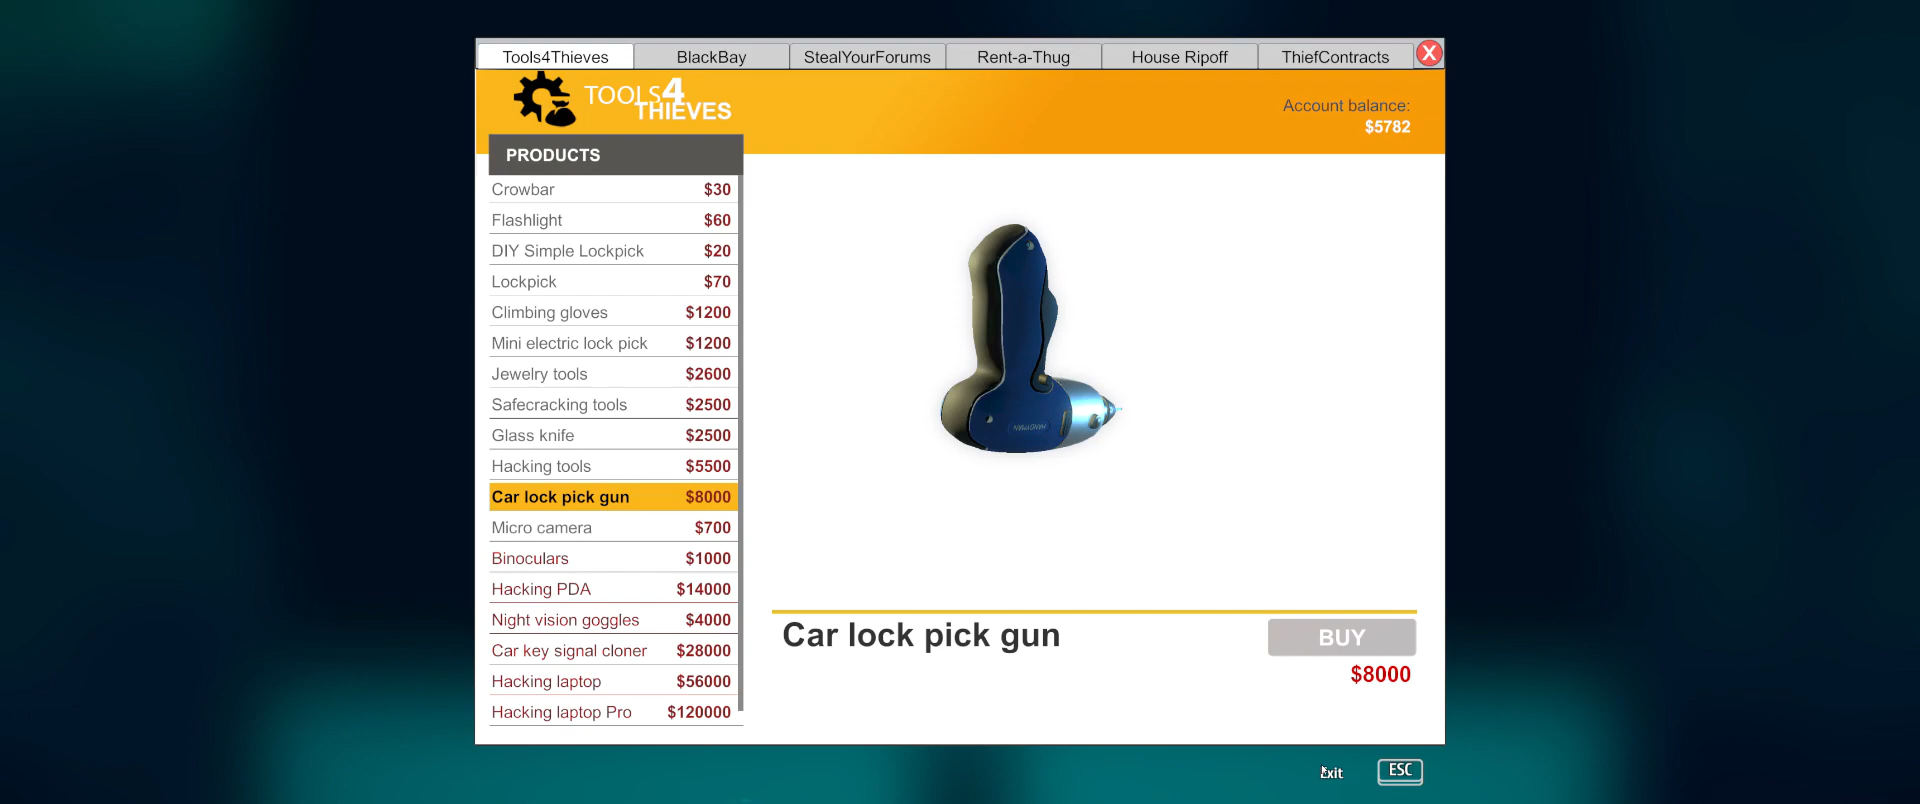 Tools4Thieves BlackBay StealYourForums Rent-a-Thug House Ripoff ThiefContracts X
TOOLS4
THIEVES
Account balance:
$5782
PRODUCTS
Crowbar $30
Flashlight $60
DIY Simple Lockpick $20
Lockpick $70
Climbing gloves $1200
Mini electric lock pick $1200
Jewelry tools $2600
Safecracking tools $2500
Glass knife $2500
Hacking tools $5500
Car lock pick gun $8000
Micro camera $700
Binoculars $1000
Hacking PDA $14000
Night vision goggles $4000
Car key signal cloner $28000
Hacking laptop $56000
Hacking laptop Pro $120000
HANDYMAN
Car lock pick gun
BUY
$8000
Exit ESC